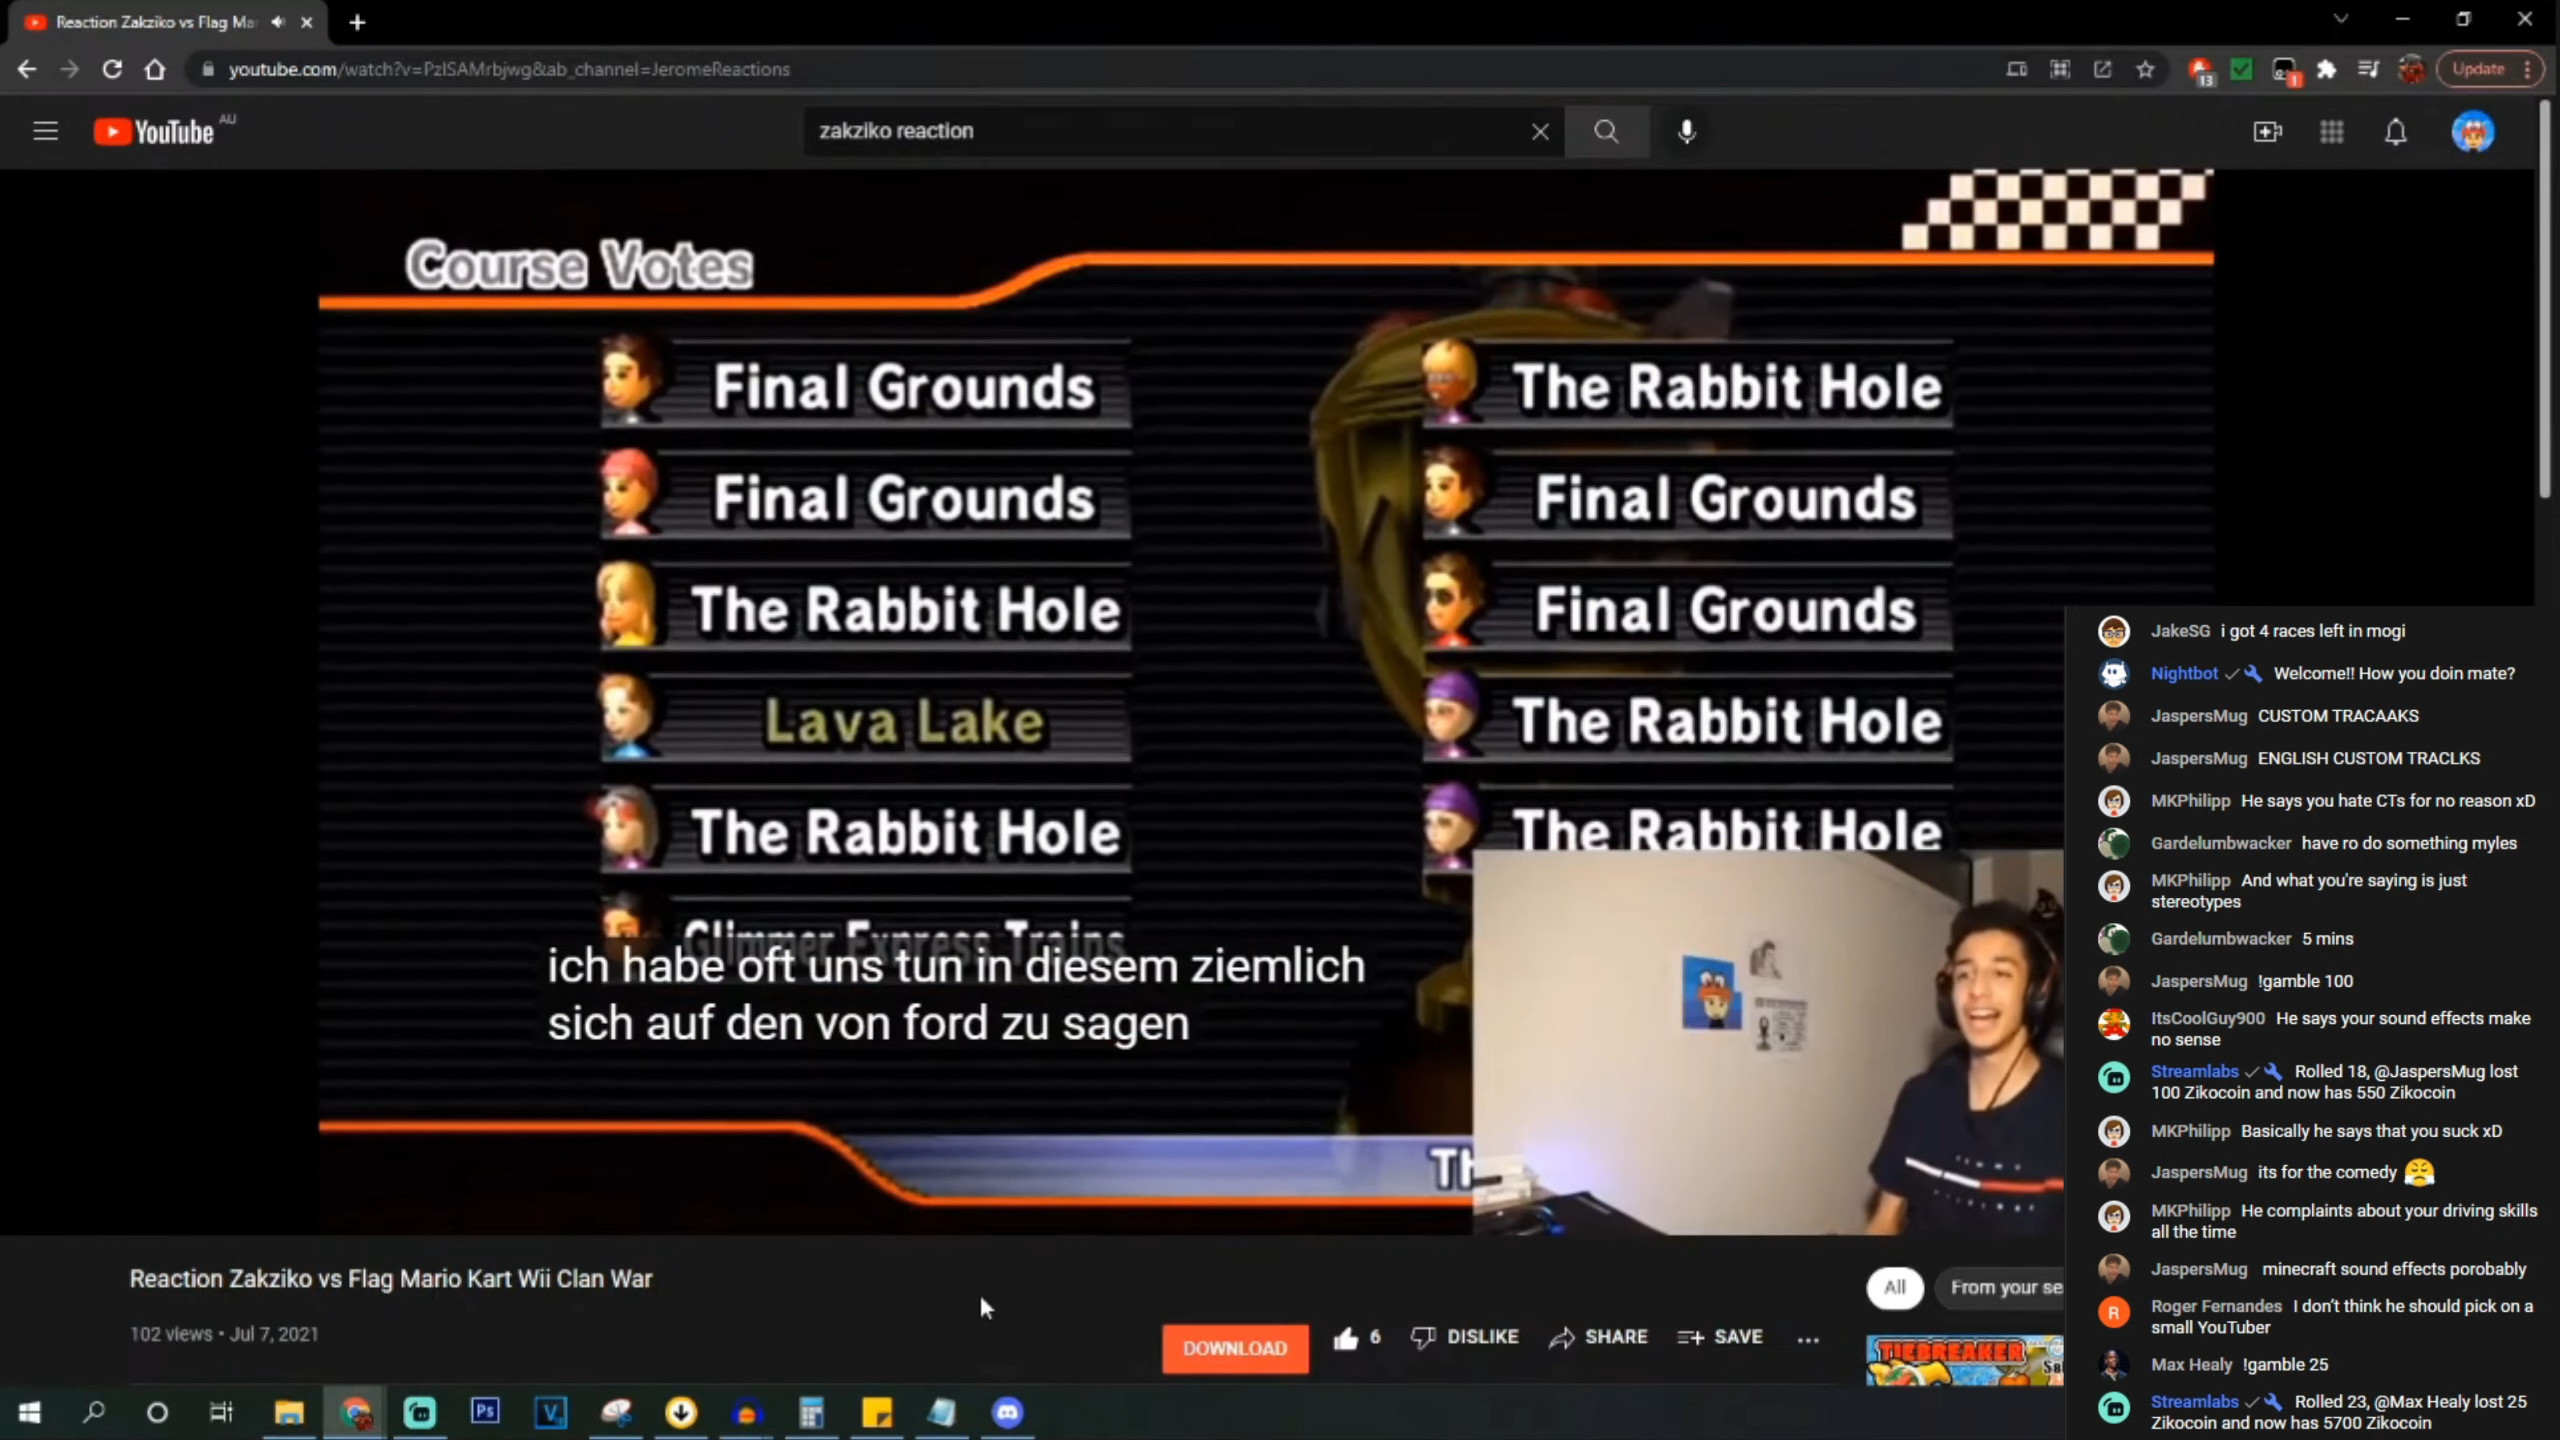 Reaction Zakziko vs Flag Ma
youtube.com/watch?v=PzISAMrbjwg&ab_channel=JeromeReactions
13
1
Update
YouTube AU
zakziko reaction
Course Votes
Final Grounds
The Rabbit Hole
Final Grounds
Final Grounds
The Rabbit Hole
Final Grounds
Lava Lake
The Rabbit Hole
The Rabbit Hole
The Rabbit Hole
Glimmer Express Trains
ich habe oft uns tun in diesem ziemlich
sich auf den von ford zu sagen
Th
JakeSG i got 4 races left in mogi
Nightbot Welcome!! How you doin mate?
JaspersMug CUSTOM TRACAAKS
JaspersMug ENGLISH CUSTOM TRACLKS
MKPhilipp He says you hate CTs for no reason xD
Gardelumbwacker have ro do something myles
MKPhilipp And what you're saying is just
stereotypes
Gardelumbwacker 5 mins
JaspersMug !gamble 100
ItsCoolGuy900 He says your sound effects make
no sense
Streamlabs Rolled 18, @JaspersMug lost
100 Zikocoin and now has 550 Zikocoin
MKPhilipp Basically he says that you suck xD
JaspersMug its for the comedy 😤
MKPhilipp He complaints about your driving skills
all the time
JaspersMug minecraft sound effects porobably
R Roger Fernandes I don't think he should pick on a
small YouTuber
Max Healy !gamble 25
Streamlabs Rolled 23, @Max Healy lost 25
Zikocoin and now has 5700 Zikocoin
Reaction Zakziko vs Flag Mario Kart Wii Clan War
102 views • Jul 7, 2021
DOWNLOAD
6
DISLIKE
SHARE
SAVE
All
From your se
TIEBREAKER
Ps
V